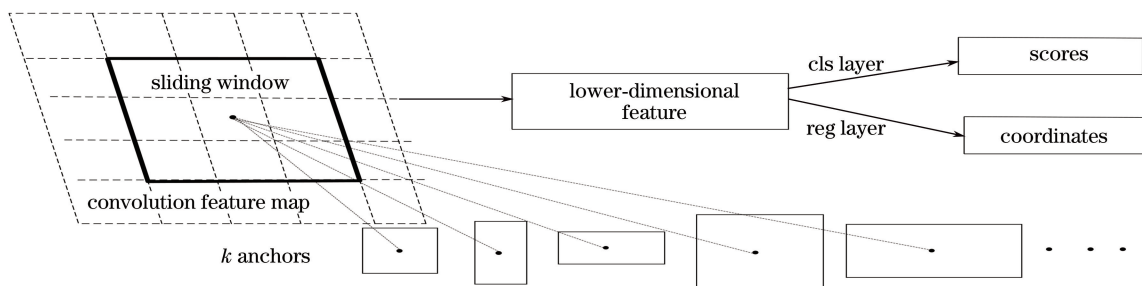 sliding window
convolution feature map
k anchors
lower-dimensional
feature
cls layer
reg layer
scores
coordinates